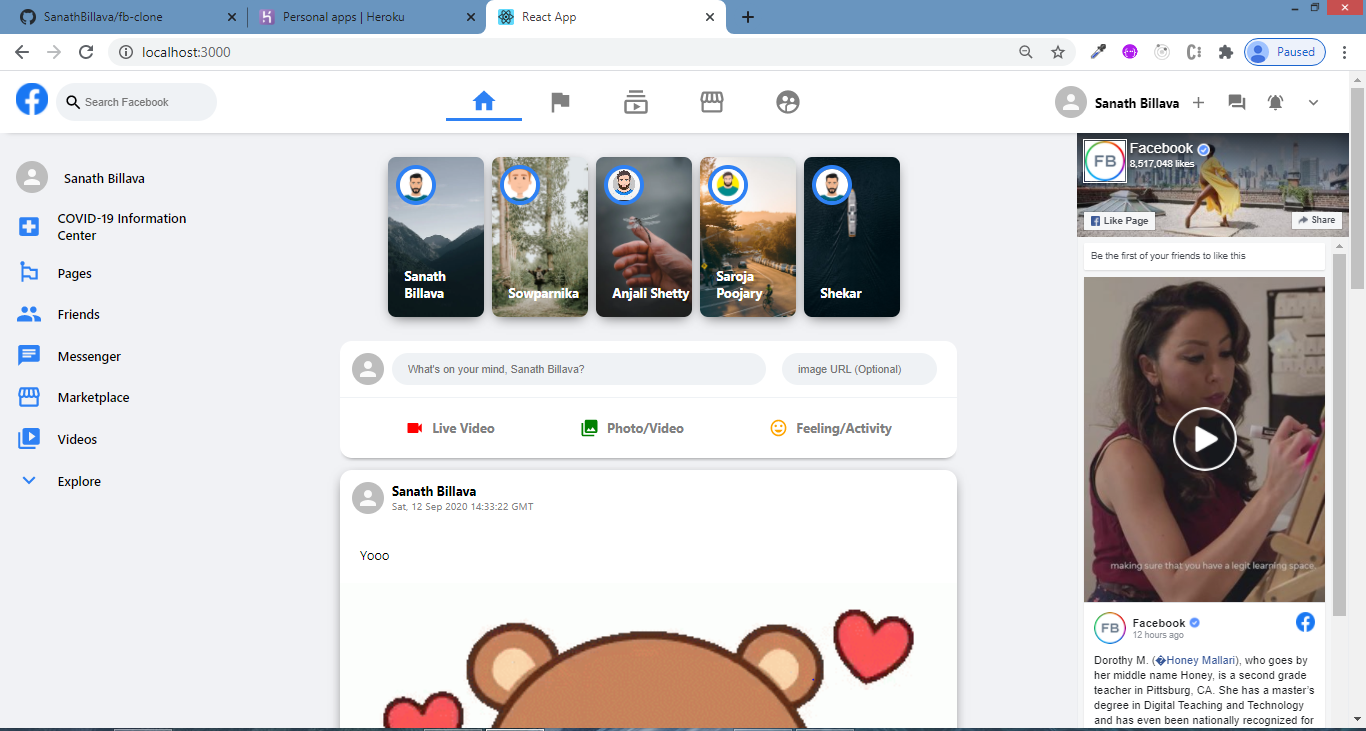 SanathBillava/fb-clone
Personal apps | Heroku
React App
localhost:3000
Paused
Search Facebook
Sanath Billava
Sanath Billava
COVID-19 Information
Center
Pages
Friends
Messenger
Marketplace
Videos
Explore
Sanath
Billava
Sowparnika
Anjali Shetty
Saroja
Poojary
Shekar
What's on your mind, Sanath Billava?
image URL (Optional)
Live Video
Photo/Video
Feeling/Activity
Sanath Billava
Sat, 12 Sep 2020 14:33:22 GMT
Yooo
FB
Facebook
8,517,048 likes
Like Page
Share
Be the first of your friends to like this
making sure that you have a legit learning space,
FB
Facebook
12 hours ago
Dorothy M. (�Honey Mallari), who goes by
her middle name Honey, is a second grade
teacher in Pittsburg, CA. She has a master's
degree in Digital Teaching and Technology
and has even been nationally recognized for